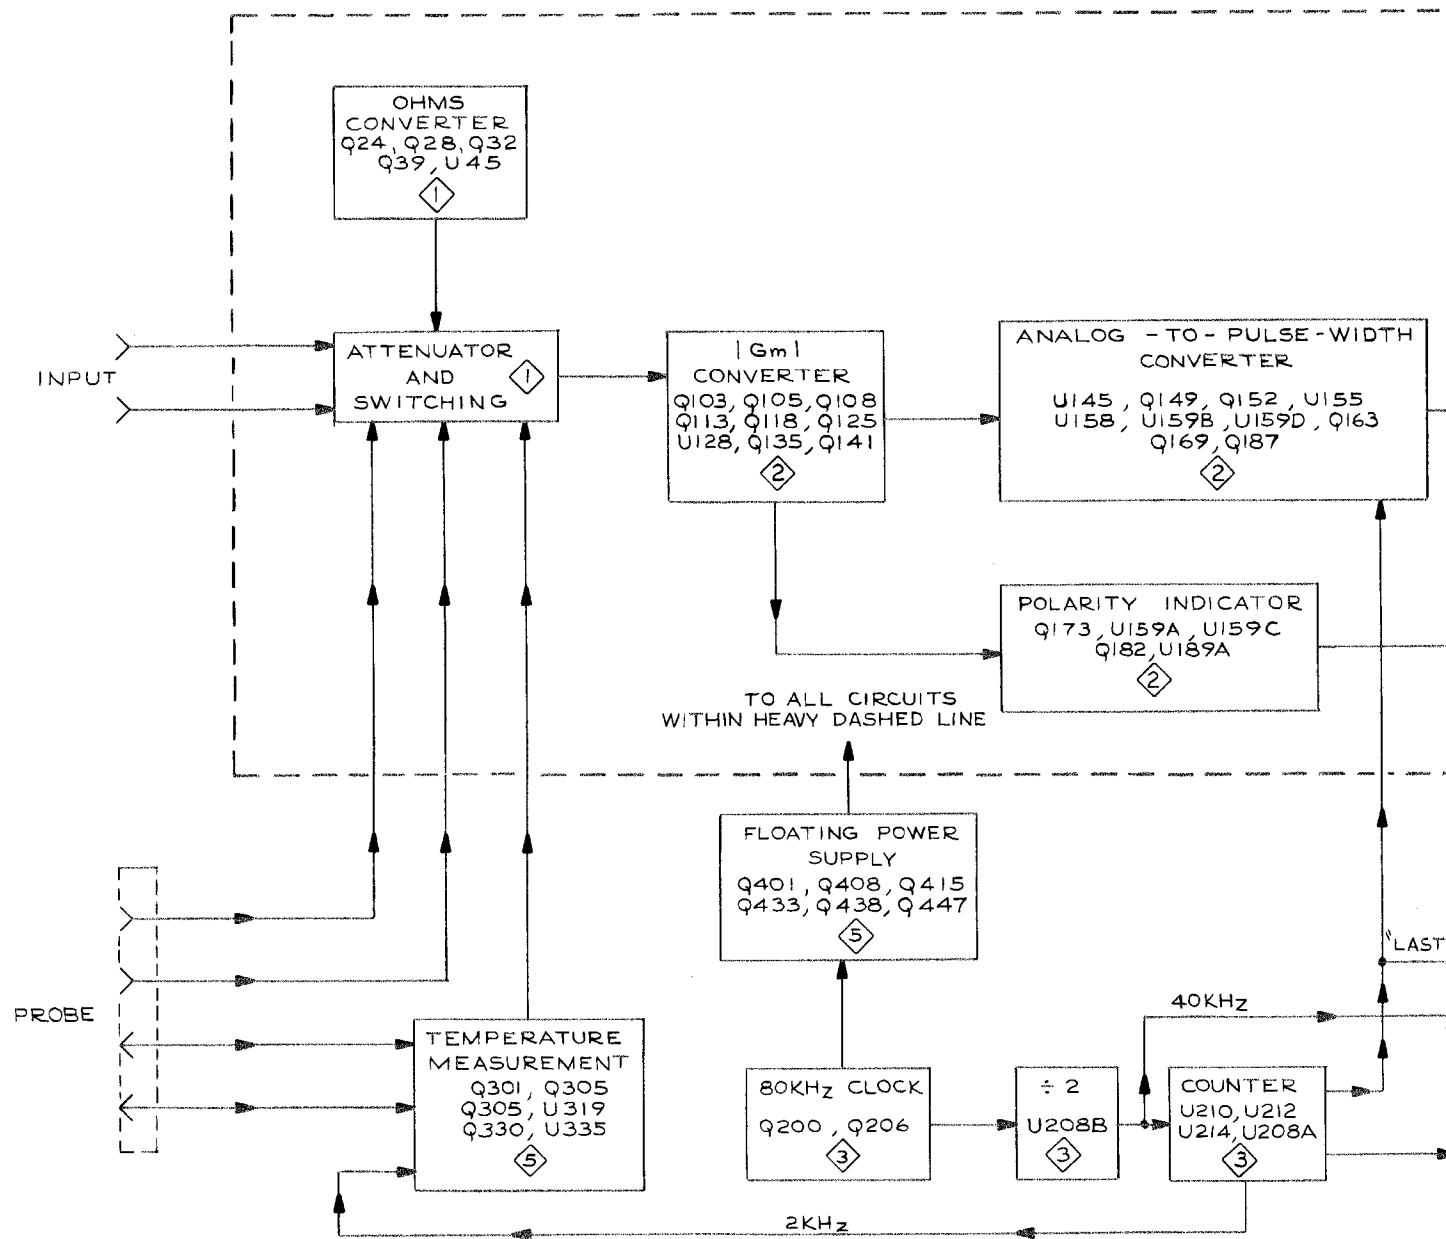 OHMS
CONVERTER
Q24, Q28, Q32
Q39, U45
1
INPUT
ATTENUATOR
AND
SWITCHING
1
|Gm|
CONVERTER
Q103, Q105, Q108
Q113, Q118, Q125
U128, Q135, Q141
2
ANALOG -TO-PULSE-WIDTH
CONVERTER
U145, Q149, Q152, U155
U158, U159B, U159D, Q163
Q169, Q187
2
POLARITY INDICATOR
Q173, U159A, U159C
Q182, U189A
2
TO ALL CIRCUITS
WITHIN HEAVY DASHED LINE
FLOATING POWER
SUPPLY
Q401, Q408, Q415
Q433, Q438, Q447
5
"LAST
PROBE
40KHz
TEMPERATURE
MEASUREMENT
Q301, Q305
Q305, U319
Q330, U335
5
80KHz CLOCK
Q200, Q206
3
÷ 2
U208B
3
COUNTER
U210, U212
U214, U208A
3
2KHz